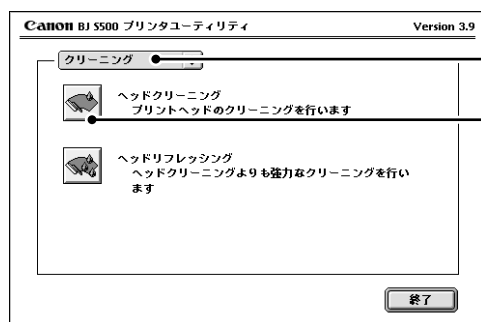 Canon BJ S500 プリンタユーティリティ Version 3.9
クリーニング
ヘッドクリーニング
プリントヘッドのクリーニングを行います
ヘッドリフレッシング
ヘッドクリーニングよりも強力なクリーニングを行い
ます
終了